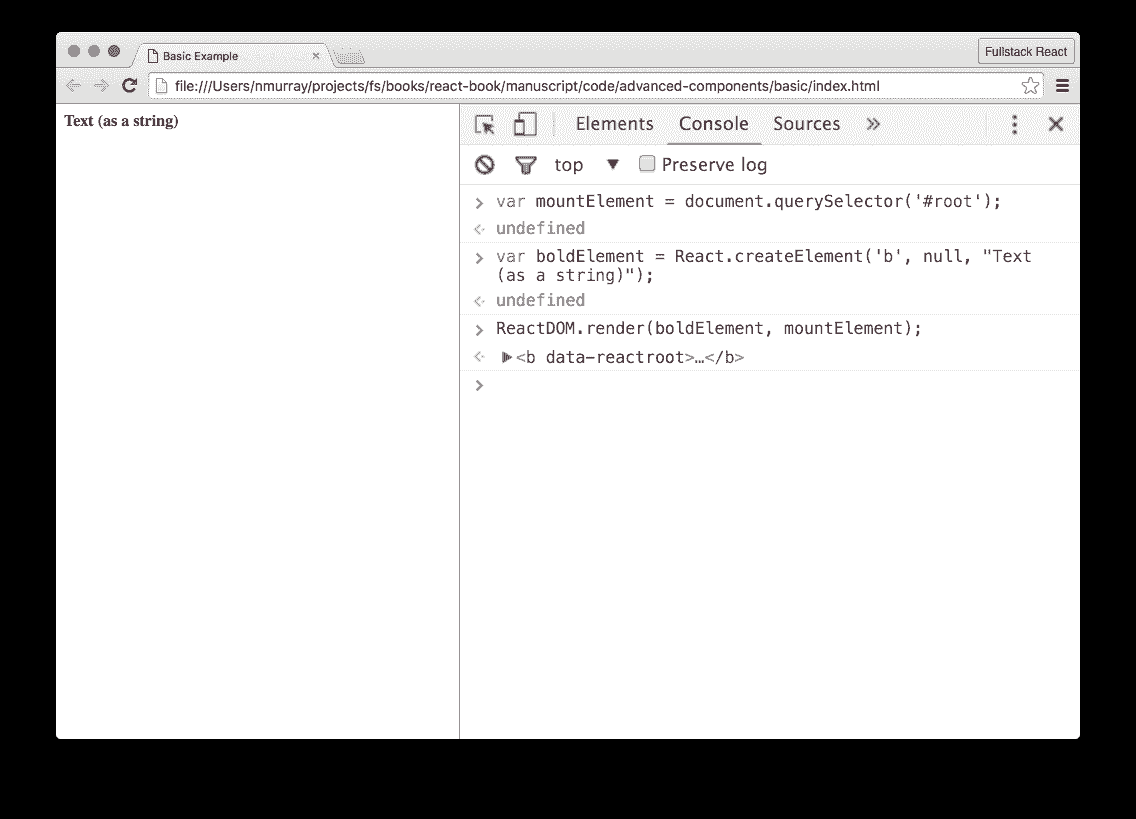 Basic Example
Fullstack React
file:///Users/nmurray/projects/fs/books/react-book/manuscript/code/advanced-components/basic/index.html
Text (as a string)
Elements Console Sources »
top ▼ Preserve log
> var mountElement = document.querySelector('#root');
< undefined
> var boldElement = React.createElement('b', null, "Text
(as a string)");
< undefined
> ReactDOM.render(boldElement, mountElement);
< ▶<b data-reactroot>…</b>
>